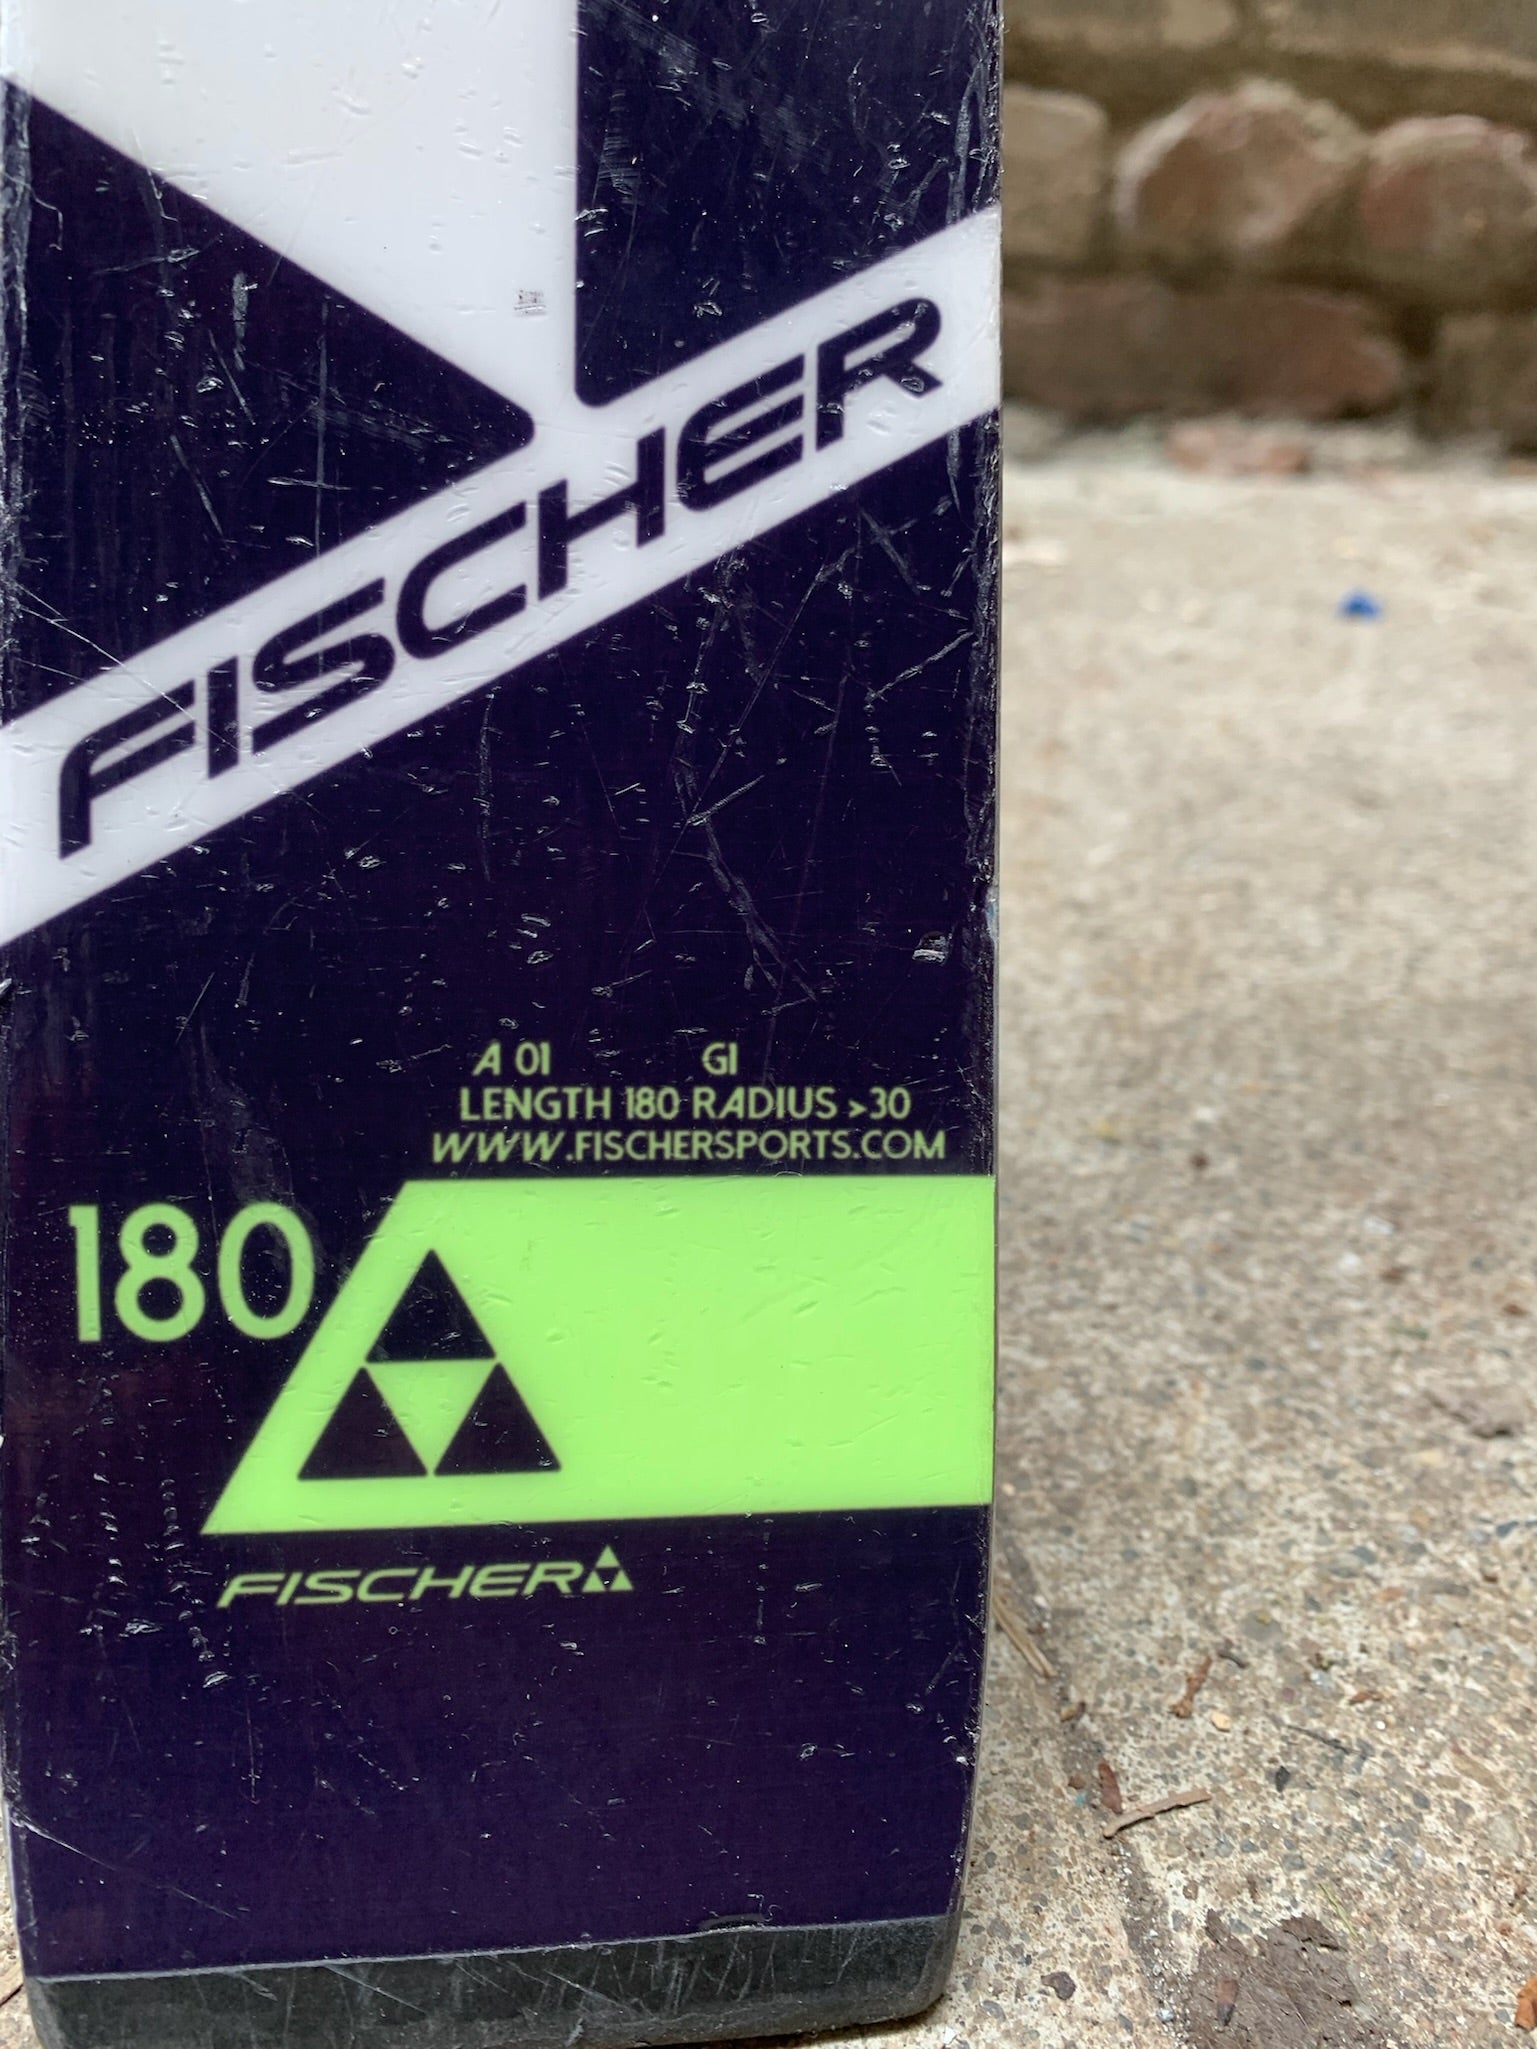 FISCHER
A 01 GI
LENGTH 180 RADIUS >30
WWW.FISCHERSPORTS.COM
180
FISCHER